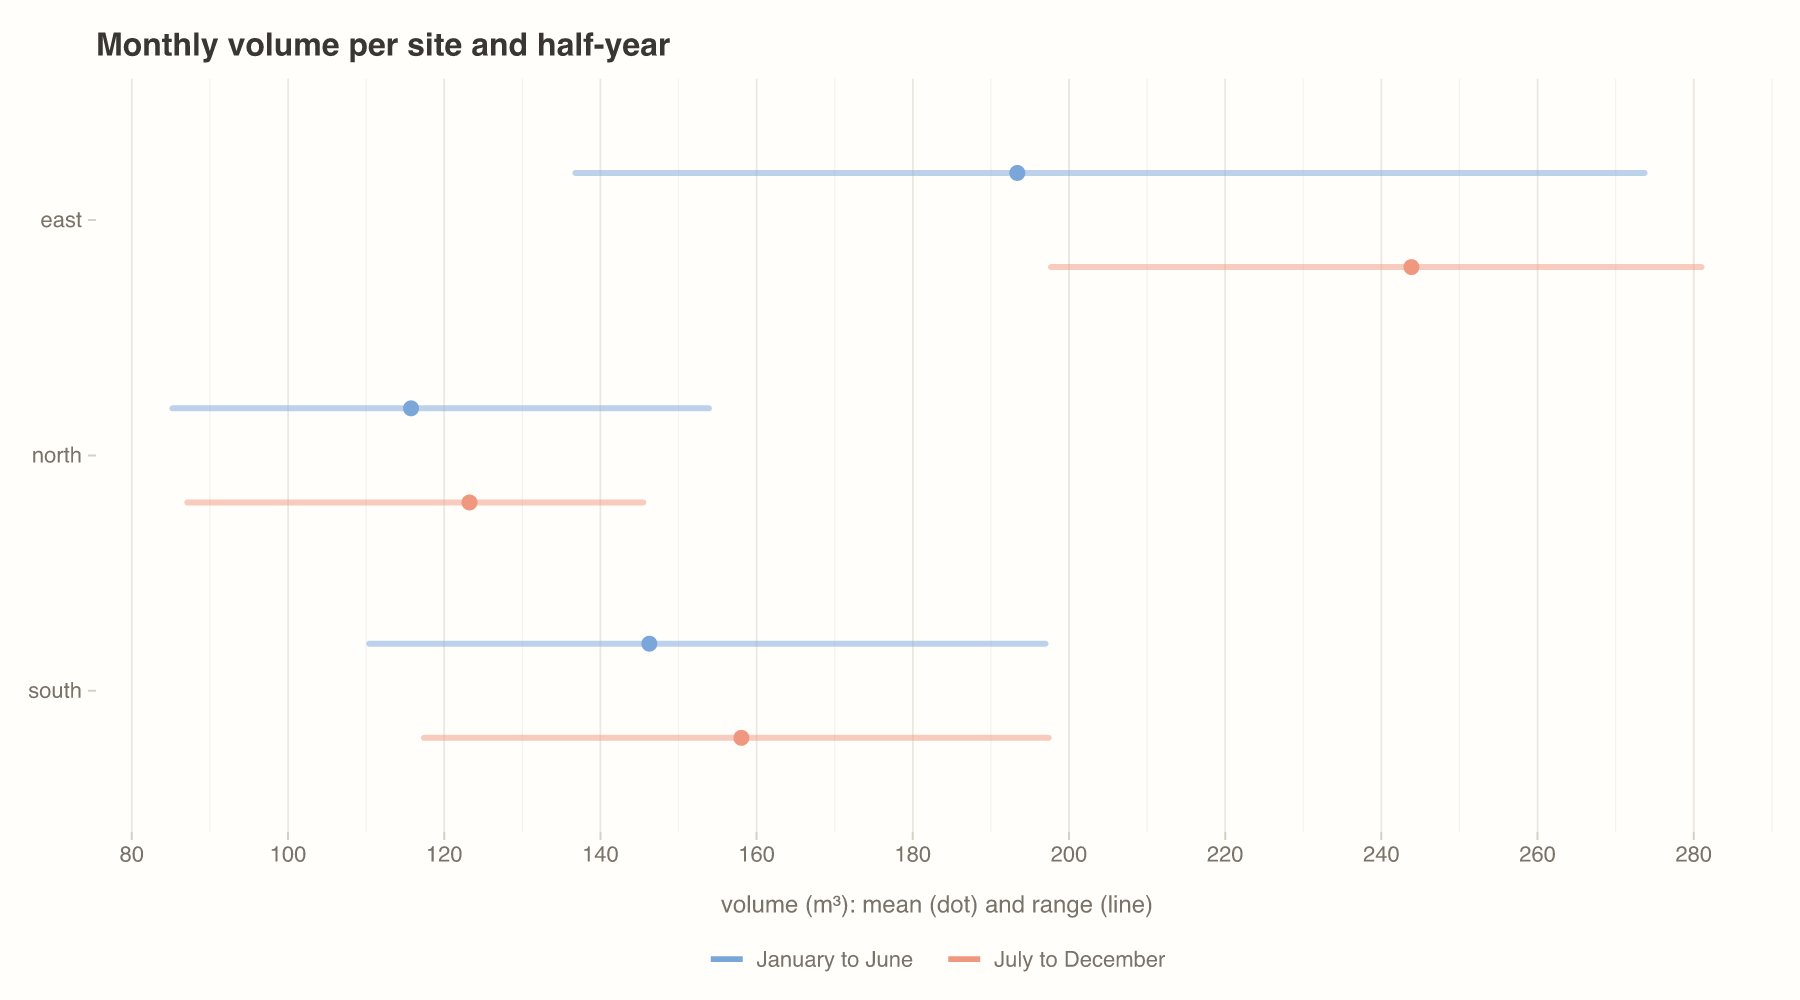 Monthly volume per site and half-year
east
north
south
80 100 120 140 160 180 200 220 240 260 280
volume (m³): mean (dot) and range (line)
January to June July to December